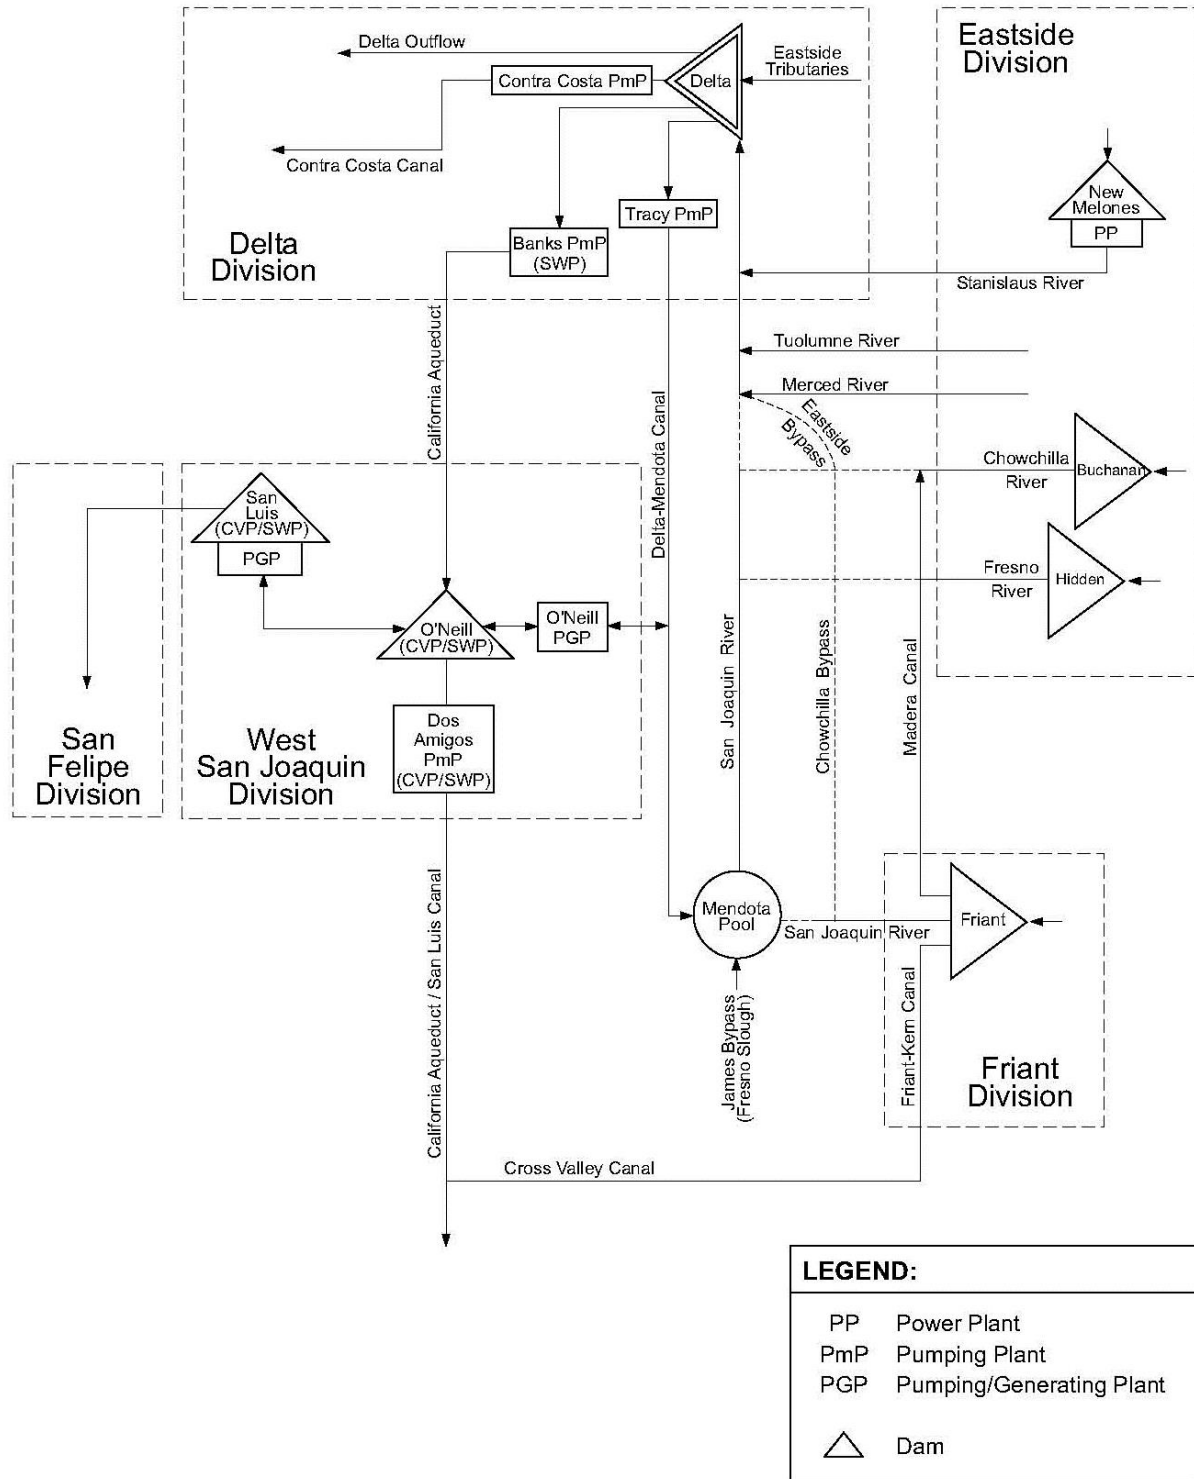 Delta Outflow
Contra Costa PmP
Delta
Eastside
Tributaries
Contra Costa Canal
Tracy PmP
Banks PmP
(SWP)
Delta
Division
Eastside
Division
New
Melones
PP
Stanislaus River
Tuolumne River
Merced River
Eastside
Bypass
Chowchilla
River
Buchanan
Fresno
River
Hidden
California Aqueduct
Delta-Mendota Canal
San Joaquin River
Chowchilla Bypass
Madera Canal
San
Luis
(CVP/SWP)
PGP
O'Neill
(CVP/SWP)
O'Neill
PGP
Dos
Amigos
PmP
(CVP/SWP)
San
Felipe
Division
West
San Joaquin
Division
Mendota
Pool
San Joaquin River
Friant
James Bypass
(Fresno Slough)
Friant-Kern Canal
Friant
Division
California Aqueduct / San Luis Canal
Cross Valley Canal
LEGEND:
PP Power Plant
PmP Pumping Plant
PGP Pumping/Generating Plant
Dam